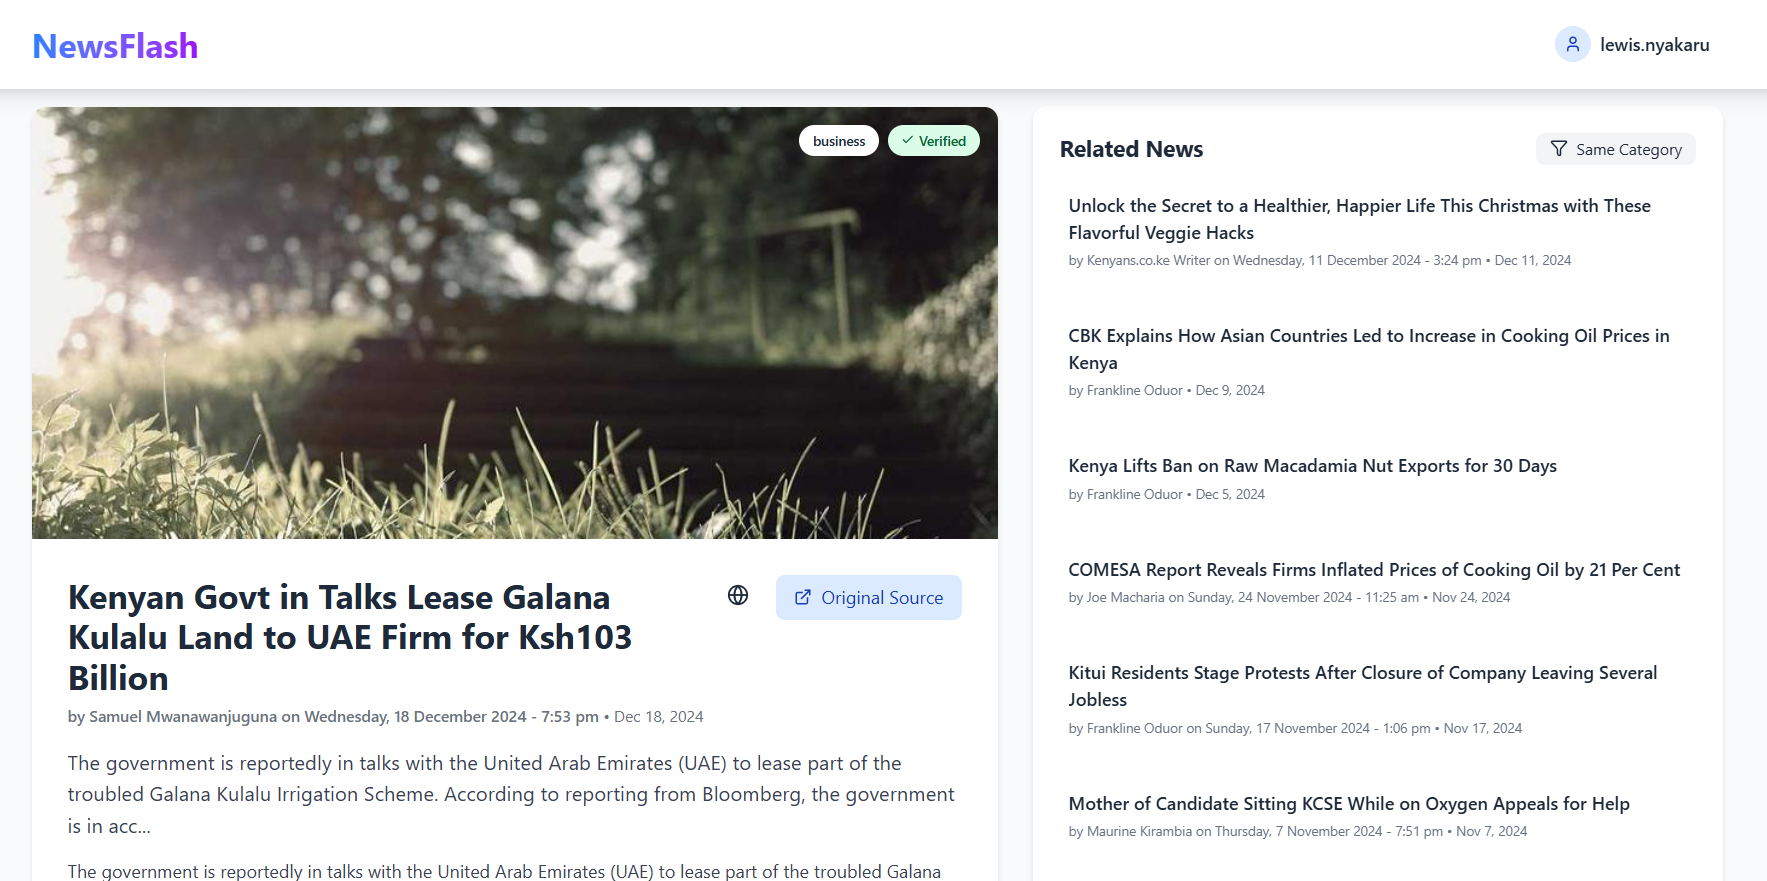 NewsFlash
lewis.nyakaru
business
Verified
Kenyan Govt in Talks Lease Galana
Kulalu Land to UAE Firm for Ksh103
Billion
Original Source
by Samuel Mwanawanjuguna on Wednesday, 18 December 2024 - 7:53 pm • Dec 18, 2024
The government is reportedly in talks with the United Arab Emirates (UAE) to lease part of the
troubled Galana Kulalu Irrigation Scheme. According to reporting from Bloomberg, the government
is in acc...
The government is reportedly in talks with the United Arab Emirates (UAE) to lease part of the troubled Galana
Related News
Same Category
Unlock the Secret to a Healthier, Happier Life This Christmas with These
Flavorful Veggie Hacks
by Kenyans.co.ke Writer on Wednesday, 11 December 2024 - 3:24 pm • Dec 11, 2024
CBK Explains How Asian Countries Led to Increase in Cooking Oil Prices in
Kenya
by Frankline Oduor • Dec 9, 2024
Kenya Lifts Ban on Raw Macadamia Nut Exports for 30 Days
by Frankline Oduor • Dec 5, 2024
COMESA Report Reveals Firms Inflated Prices of Cooking Oil by 21 Per Cent
by Joe Macharia on Sunday, 24 November 2024 - 11:25 am • Nov 24, 2024
Kitui Residents Stage Protests After Closure of Company Leaving Several
Jobless
by Frankline Oduor on Sunday, 17 November 2024 - 1:06 pm • Nov 17, 2024
Mother of Candidate Sitting KCSE While on Oxygen Appeals for Help
by Maurine Kirambia on Thursday, 7 November 2024 - 7:51 pm • Nov 7, 2024